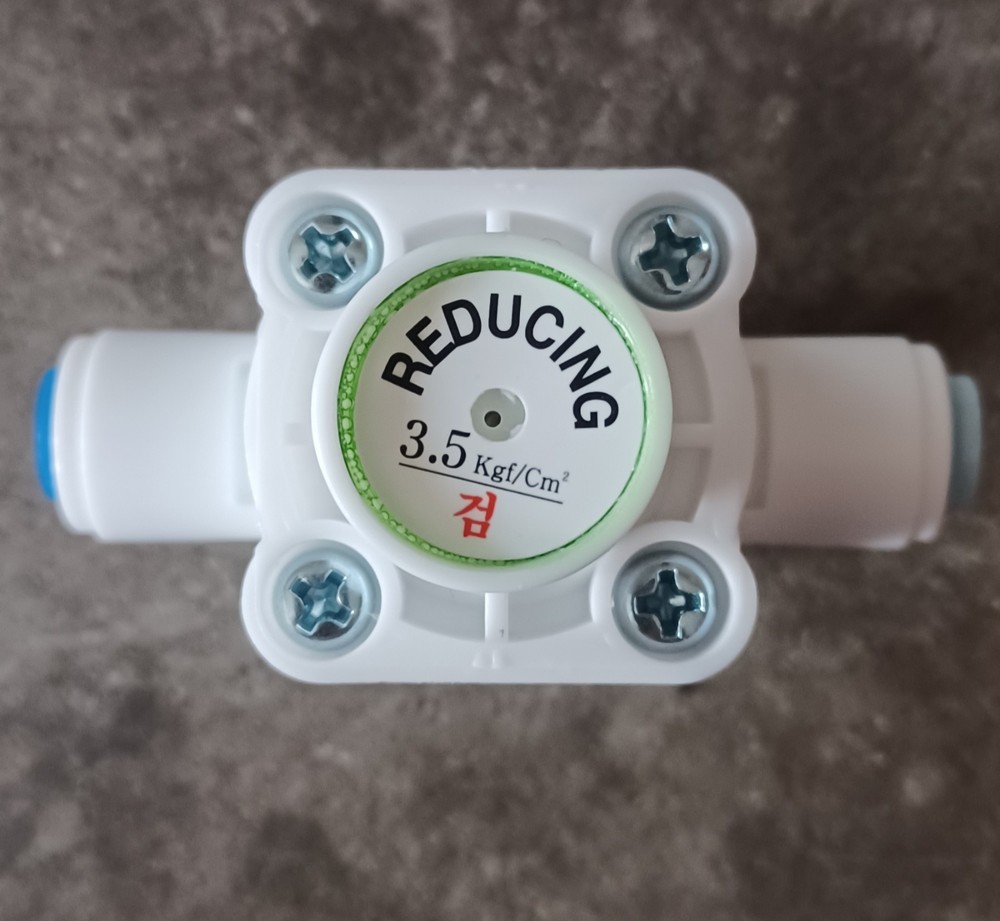 REDUCING
3.5 Kgf/Cm²
검